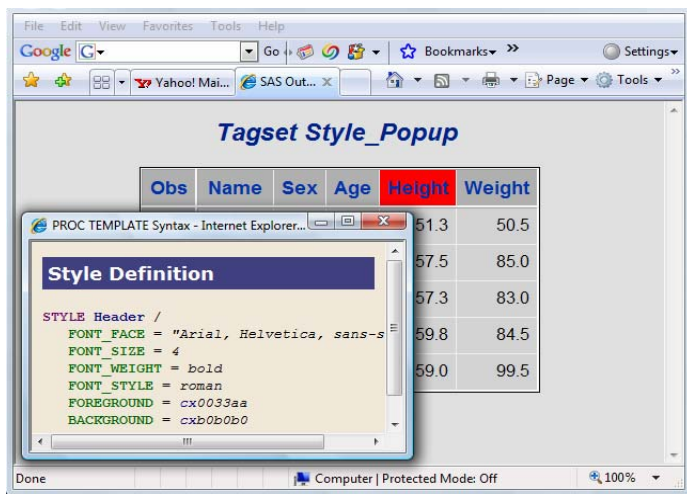 File Edit View Favorites Tools Help
Google G Go Bookmarks >> Settings
Yahoo! Mai... SAS Out... x Page Tools >>
Tagset Style_Popup
Obs Name Sex Age Height Weight
51.3 50.5
57.5 85.0
57.3 83.0
59.8 84.5
59.0 99.5
PROC TEMPLATE Syntax - Internet Explorer...
Style Definition
STYLE Header /
FONT_FACE = "Arial, Helvetica, sans-s
FONT_SIZE = 4
FONT_WEIGHT = bold
FONT_STYLE = roman
FOREGROUND = cx0033aa
BACKGROUND = cxb0b0b0
Done Computer | Protected Mode: Off 100%